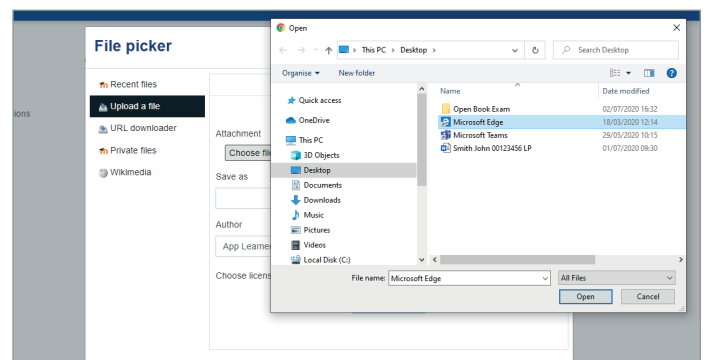 ions
File picker
Recent files
Upload a file
URL downloader
Private files
Wikimedia
Attachment
Choose file
Save as
Author
App Learne
Choose licens
Open
This PC > Desktop >
Search Desktop
Organise New folder
Name Date modified
Quick access
OneDrive
This PC
3D Objects
Desktop
Documents
Downloads
Music
Pictures
Videos
Local Disk (C:)
Open Book Exam 02/07/2020 16:32
Microsoft Edge 18/03/2020 12:14
Microsoft Teams 29/05/2020 10:15
Smith John 00123456 LP 01/07/2020 09:30
File name: Microsoft Edge All Files
Open Cancel